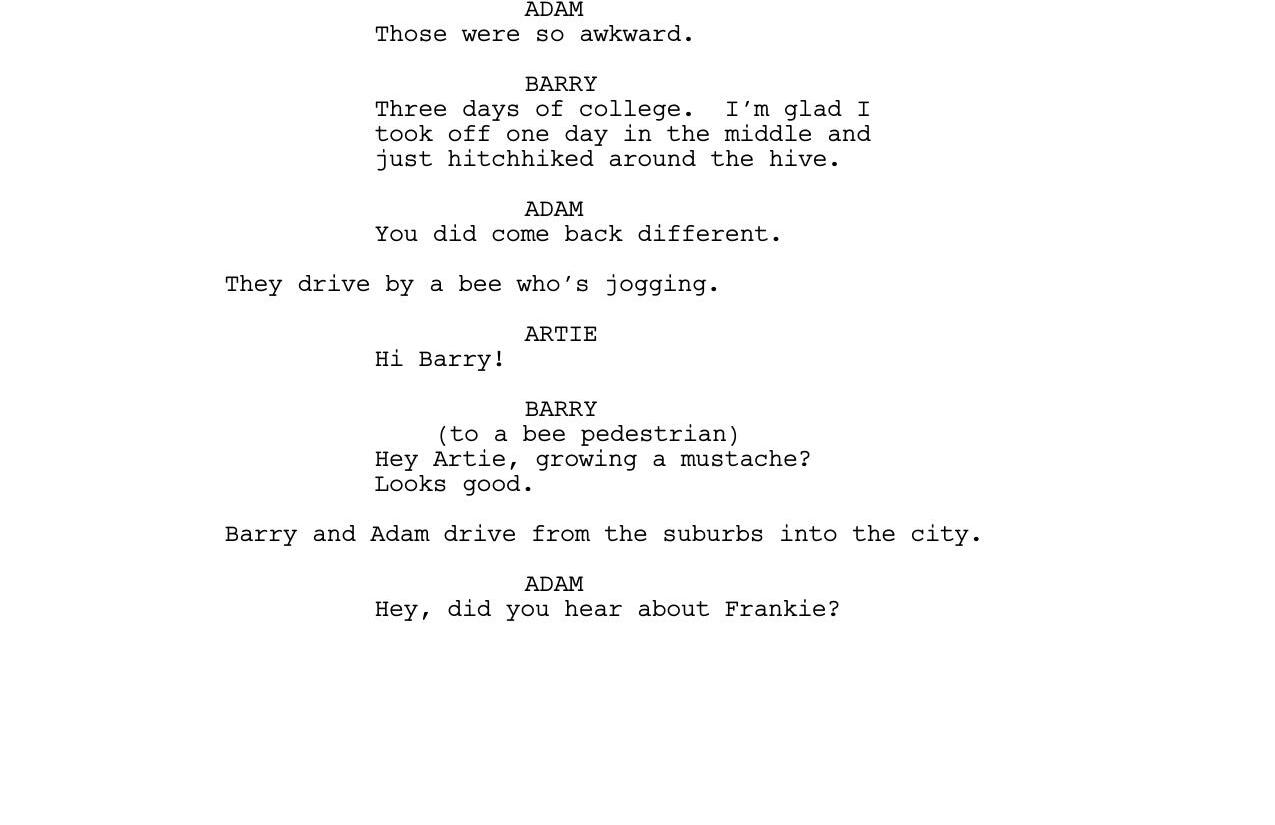 ADAM
Those were so awkward.
BARRY
Three days of college.  I’m glad I
took off one day in the middle and
just hitchhiked around the hive.
ADAM
You did come back different.
They drive by a bee who’s jogging.
ARTIE
Hi Barry!
BARRY
(to a bee pedestrian)
Hey Artie, growing a mustache?
Looks good.
Barry and Adam drive from the suburbs into the city.
ADAM
Hey, did you hear about Frankie?